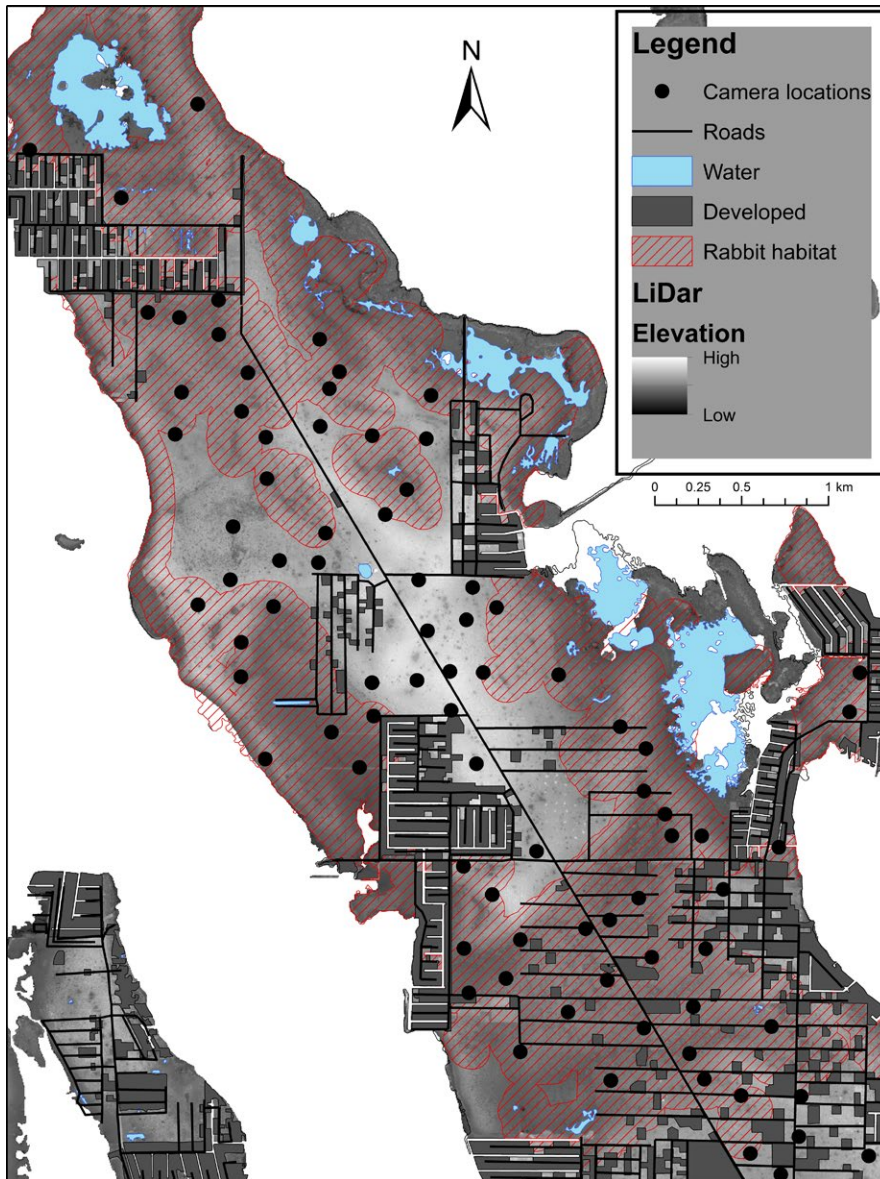 N
Legend
Camera locations
Roads
Water
Developed
Rabbit habitat
LiDar
Elevation
High
Low
0 0.25 0.5 1 km